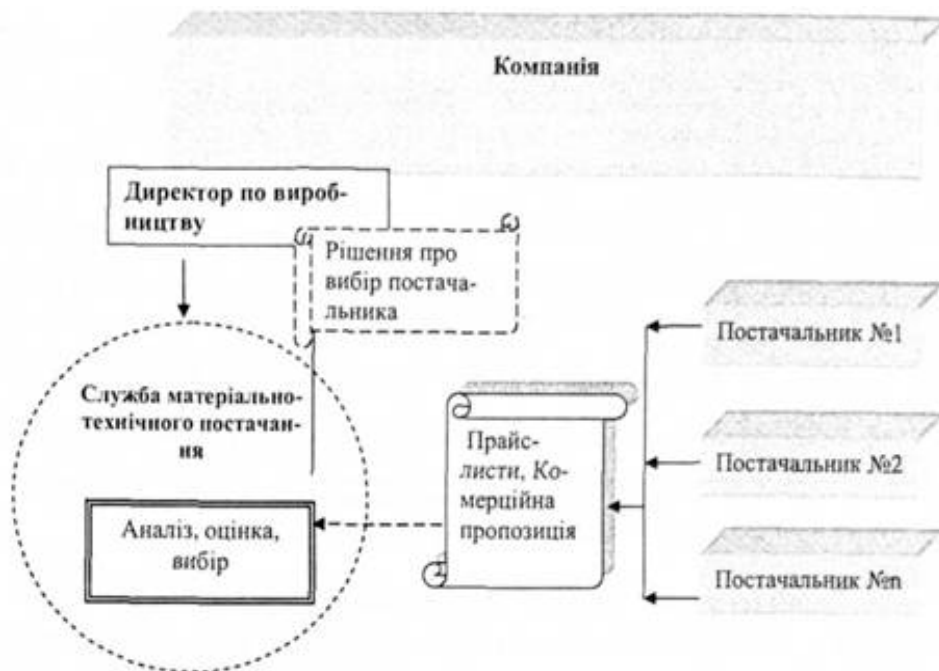 Компанія
Директор по вироб-
ництву
Рішення про
вибір постача-
льника
Постачальник №1
Служба матеріально-
технічного постачан-
ня
Прайс-
листи, Ко-
мерційна
пропозиція
Постачальник №2
Аналіз, оцінка,
вибір
Постачальник №n